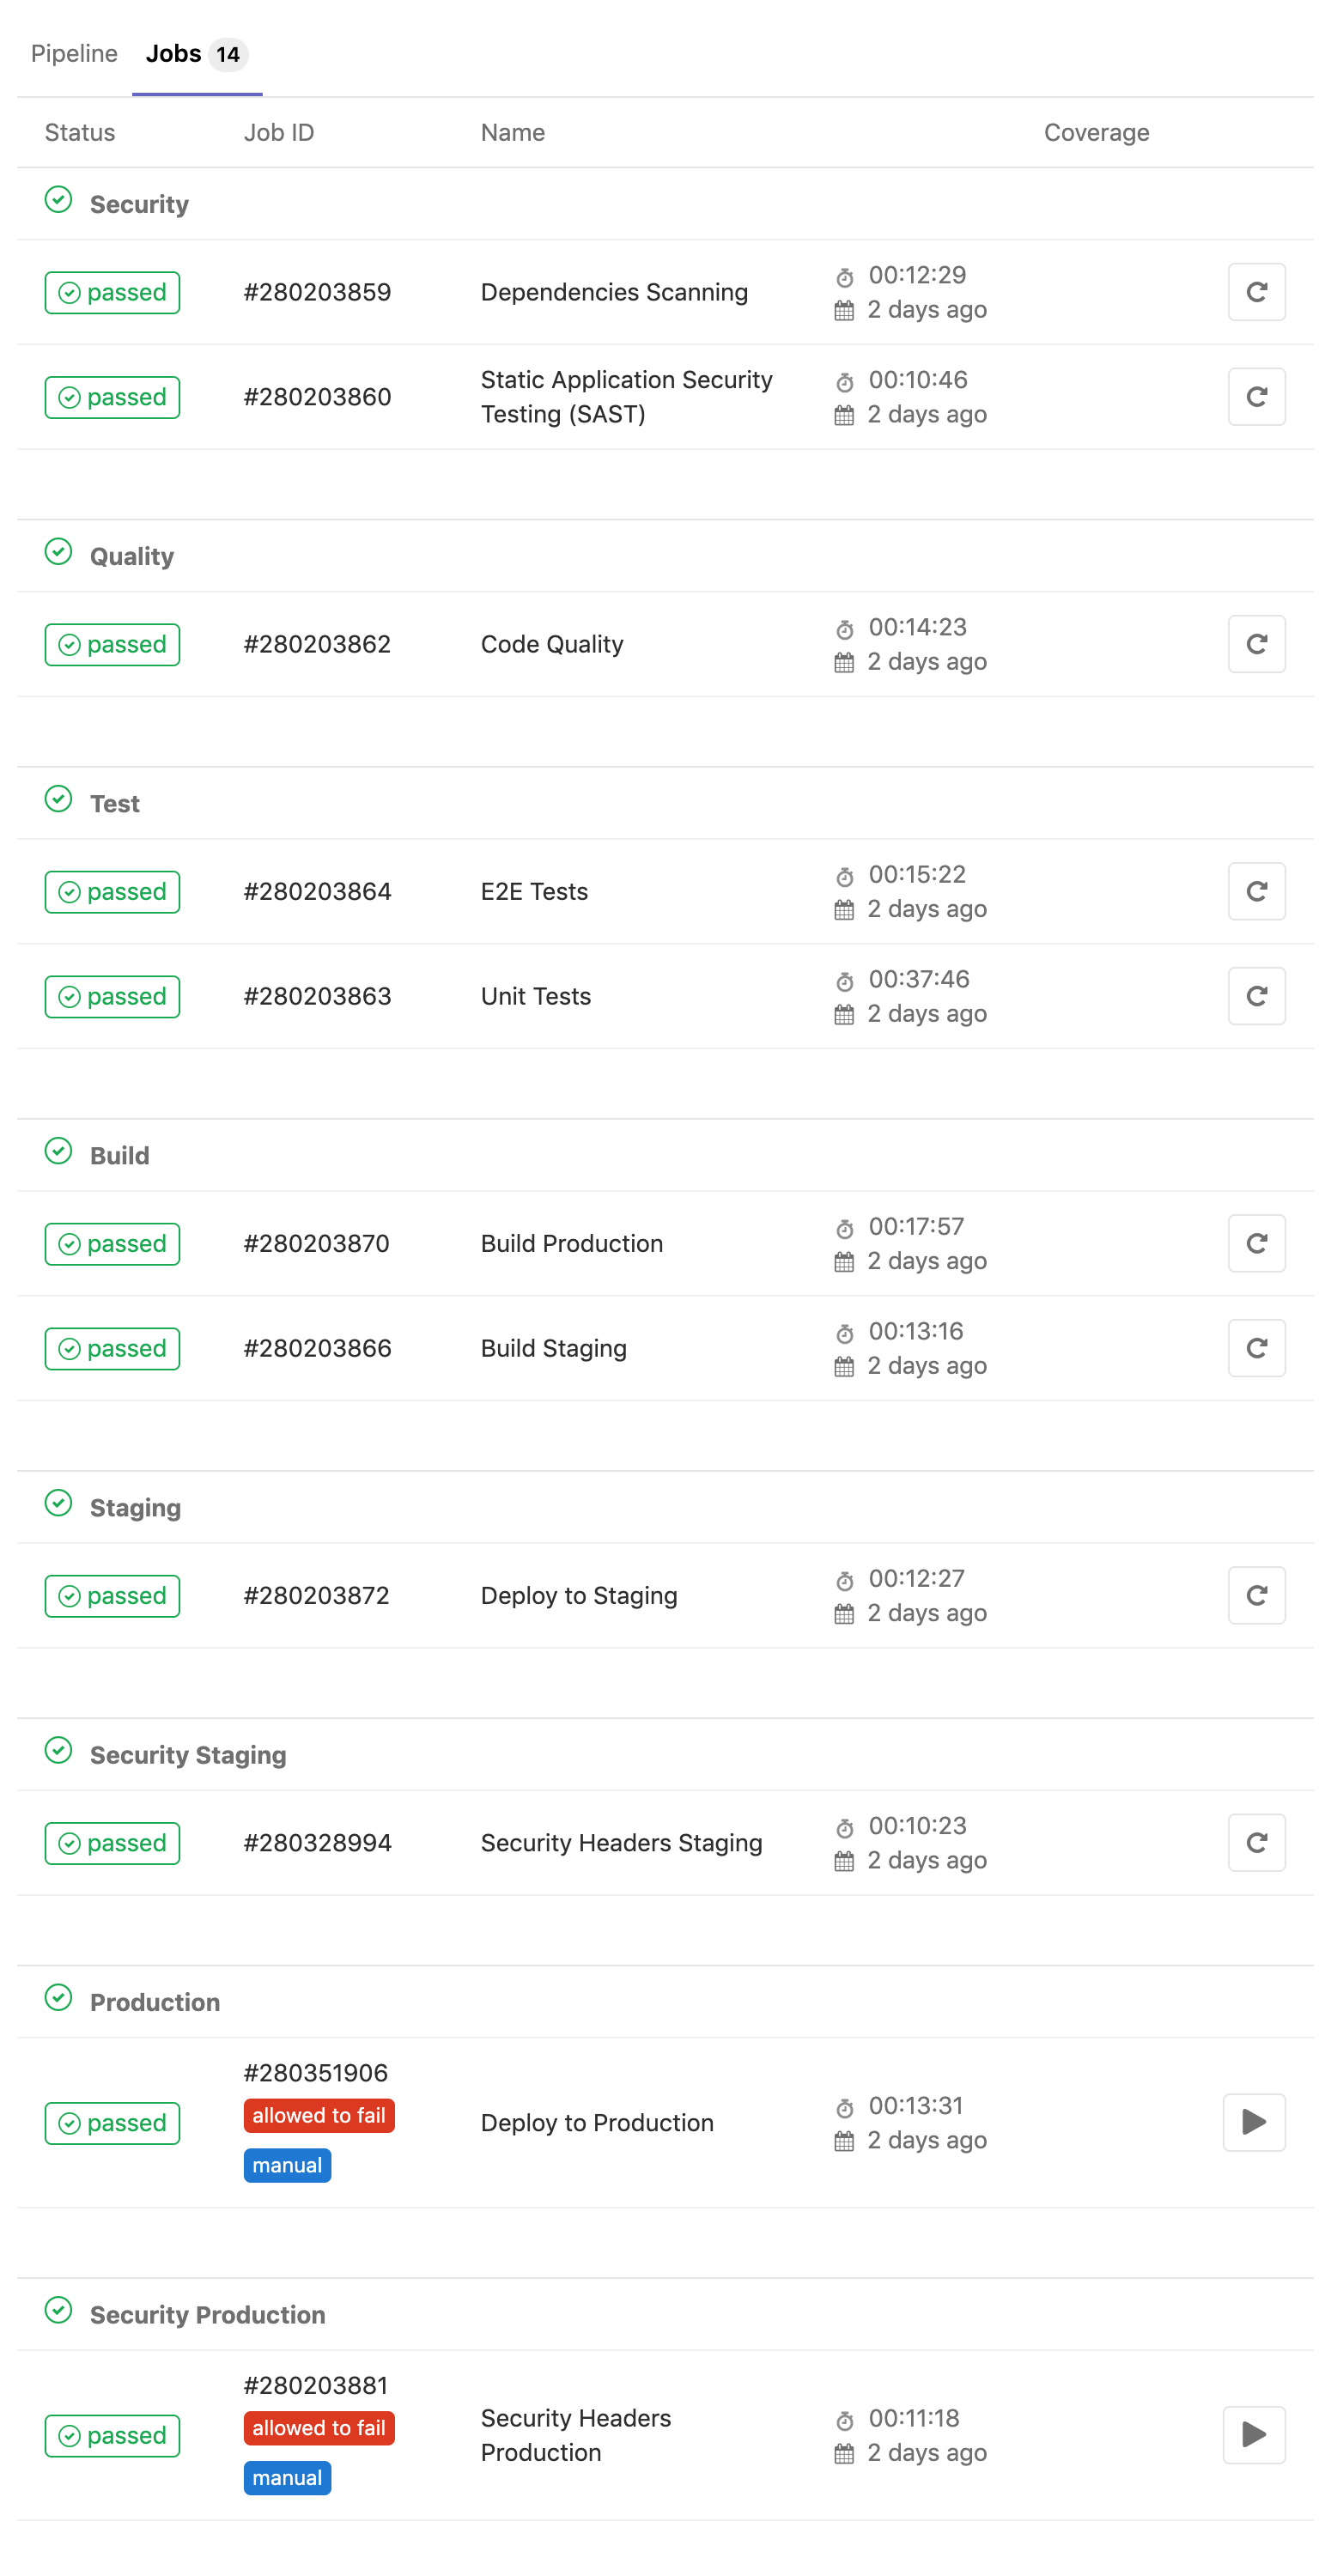 Pipeline Jobs 14
Status Job ID Name Coverage
Security
passed #280203859 Dependencies Scanning 00:12:29
2 days ago
passed #280203860 Static Application Security 00:10:46
Testing (SAST) 2 days ago
Quality
passed #280203862 Code Quality 00:14:23
2 days ago
Test
passed #280203864 E2E Tests 00:15:22
2 days ago
passed #280203863 Unit Tests 00:37:46
2 days ago
Build
passed #280203870 Build Production 00:17:57
2 days ago
passed #280203866 Build Staging 00:13:16
2 days ago
Staging
passed #280203872 Deploy to Staging 00:12:27
2 days ago
Security Staging
passed #280328994 Security Headers Staging 00:10:23
2 days ago
Production
#280351906
allowed to fail
manual
passed Deploy to Production 00:13:31
2 days ago
Security Production
#280203881
allowed to fail
manual
passed Security Headers 00:11:18
Production 2 days ago